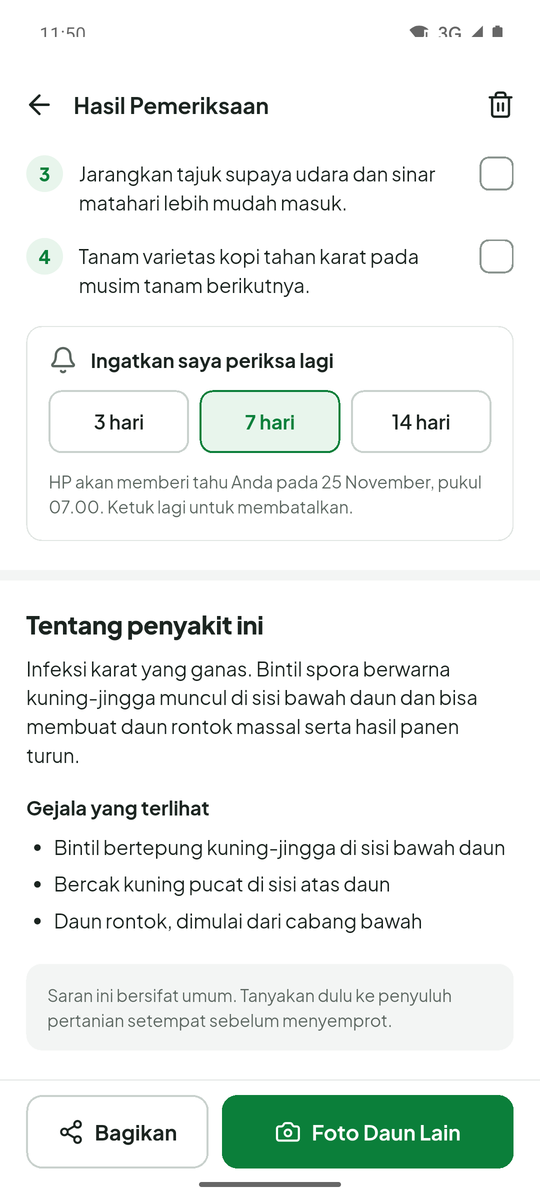 11:50
3G
Hasil Pemeriksaan
3
Jarangkan tajuk supaya udara dan sinar
matahari lebih mudah masuk.
4
Tanam varietas kopi tahan karat pada
musim tanam berikutnya.
Ingatkan saya periksa lagi
3 hari
7 hari
14 hari
HP akan memberi tahu Anda pada 25 November, pukul
07.00. Ketuk lagi untuk membatalkan.
Tentang penyakit ini
Infeksi karat yang ganas. Bintil spora berwarna
kuning-jingga muncul di sisi bawah daun dan bisa
membuat daun rontok massal serta hasil panen
turun.
Gejala yang terlihat
• Bintil bertepung kuning-jingga di sisi bawah daun
• Bercak kuning pucat di sisi atas daun
• Daun rontok, dimulai dari cabang bawah
Saran ini bersifat umum. Tanyakan dulu ke penyuluh
pertanian setempat sebelum menyemprot.
Bagikan
Foto Daun Lain